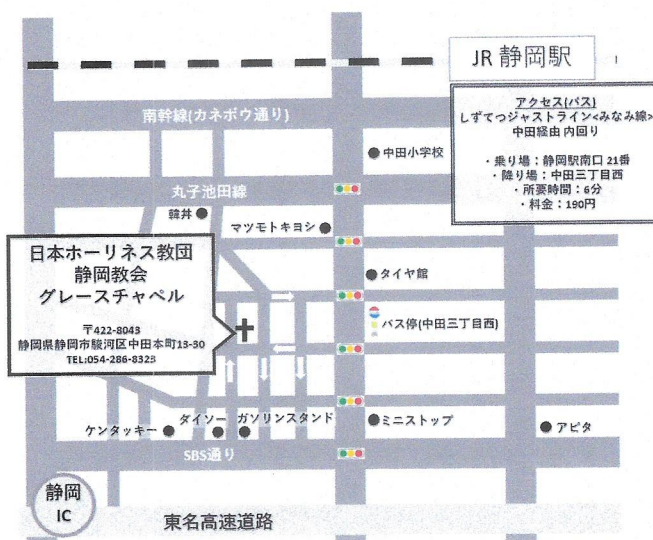 JR 静岡駅
アクセス(バス)
しずてつジャストライン<みなみ線>
中田経由 内回り
・乗り場：静岡駅南口 21番
・降り場：中田三丁目西
・所要時間：6分
・料金：190円
南幹線(カネボウ通り)
中田小学校
丸子池田線
韓丼
マツモトキヨシ
日本ホーリネス教団
静岡教会
グレースチャペル
〒422-8043
静岡県静岡市駿河区中田本町13-30
TEL:054-286-8323
タイヤ館
バス停(中田三丁目西)
ケンタッキー
ダイソー
ガソリンスタンド
ミニストップ
アピタ
SBS通り
静岡
IC
東名高速道路